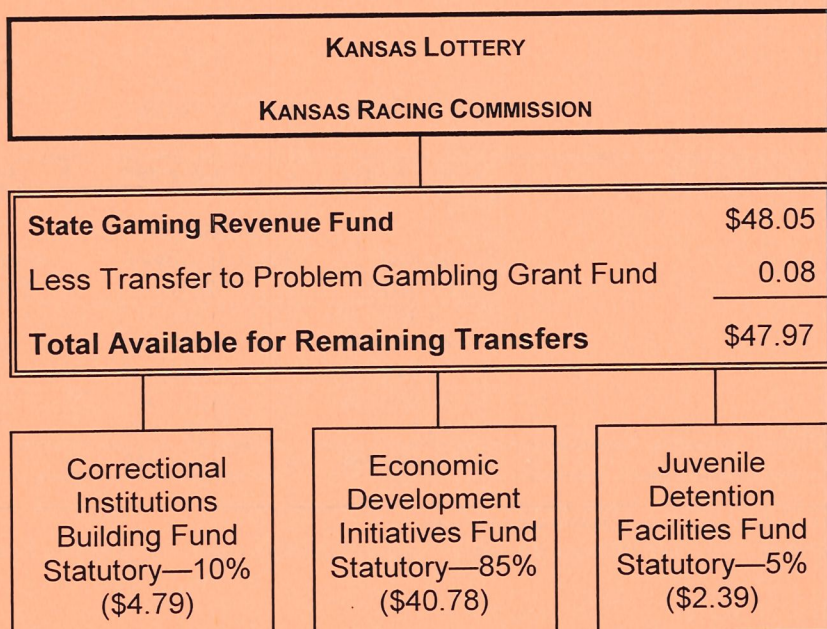 KANSAS LOTTERY
KANSAS RACING COMMISSION
State Gaming Revenue Fund $48.05
Less Transfer to Problem Gambling Grant Fund 0.08
Total Available for Remaining Transfers $47.97
Correctional
Institutions
Building Fund
Statutory—10%
($4.79)
Economic
Development
Initiatives Fund
Statutory—85%
($40.78)
Juvenile
Detention
Facilities Fund
Statutory—5%
($2.39)